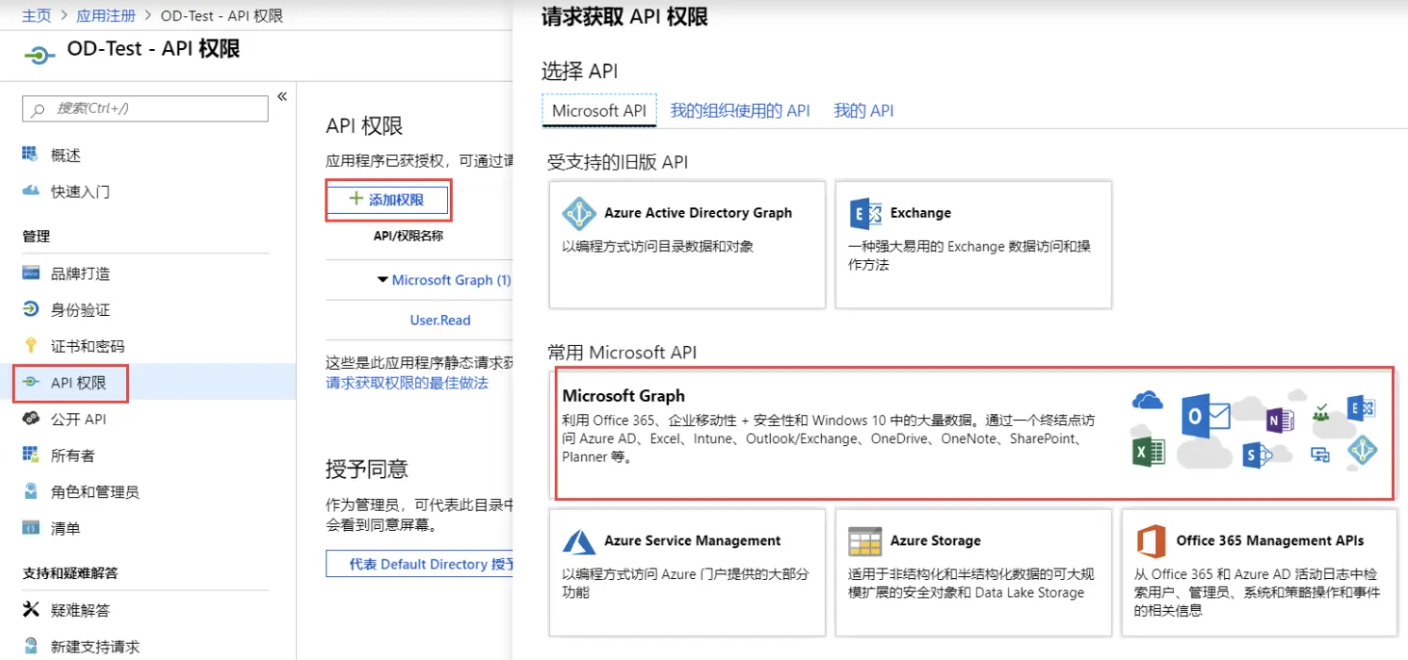 主页 > 应用注册 > OD-Test - API 权限
OD-Test - API 权限
搜索(Ctrl+/)
«
概述
快速入门
管理
品牌打造
身份验证
证书和密码
API 权限
公开 API
所有者
角色和管理员
清单
支持和疑难解答
疑难解答
新建支持请求
API 权限
应用程序已获授权，可通过请
+ 添加权限
API/权限名称
Microsoft Graph (1)
User.Read
这些是此应用程序静态请求获
请求获取权限的最佳做法
授予同意
作为管理员，可代表此目录中
会看到同意屏幕。
代表 Default Directory 授予
请求获取 API 权限
选择 API
Microsoft API 我的组织使用的 API 我的 API
受支持的旧版 API
Azure Active Directory Graph
以编程方式访问目录数据和对象
Exchange
一种强大易用的 Exchange 数据访问和操
作方法
常用 Microsoft API
Microsoft Graph
利用 Office 365、企业移动性 + 安全性和 Windows 10 中的大量数据。通过一个终结点访
问 Azure AD、Excel、Intune、Outlook/Exchange、OneDrive、OneNote、SharePoint、
Planner 等。
Azure Service Management
以编程方式访问 Azure 门户提供的大部分
功能
Azure Storage
适用于非结构化和半结构化数据的可大规
模扩展的安全对象和 Data Lake Storage
Office 365 Management APIs
从 Office 365 和 Azure AD 活动日志中检
索用户、管理员、系统和策略操作和事件
的相关信息